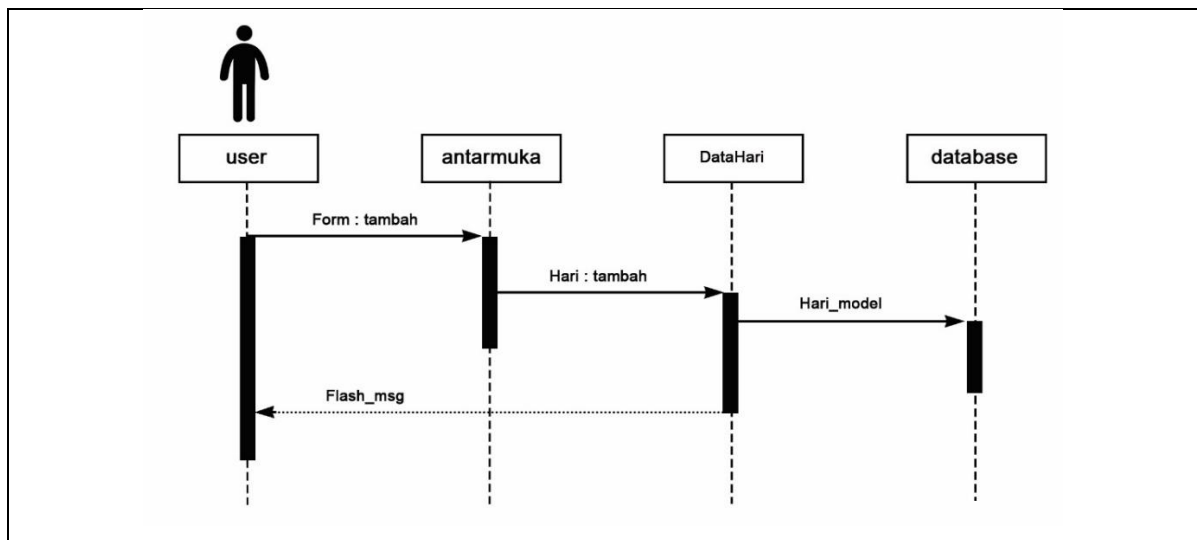 user
antarmuka
DataHari
database
Form : tambah
Hari : tambah
Hari_model
Flash_msg